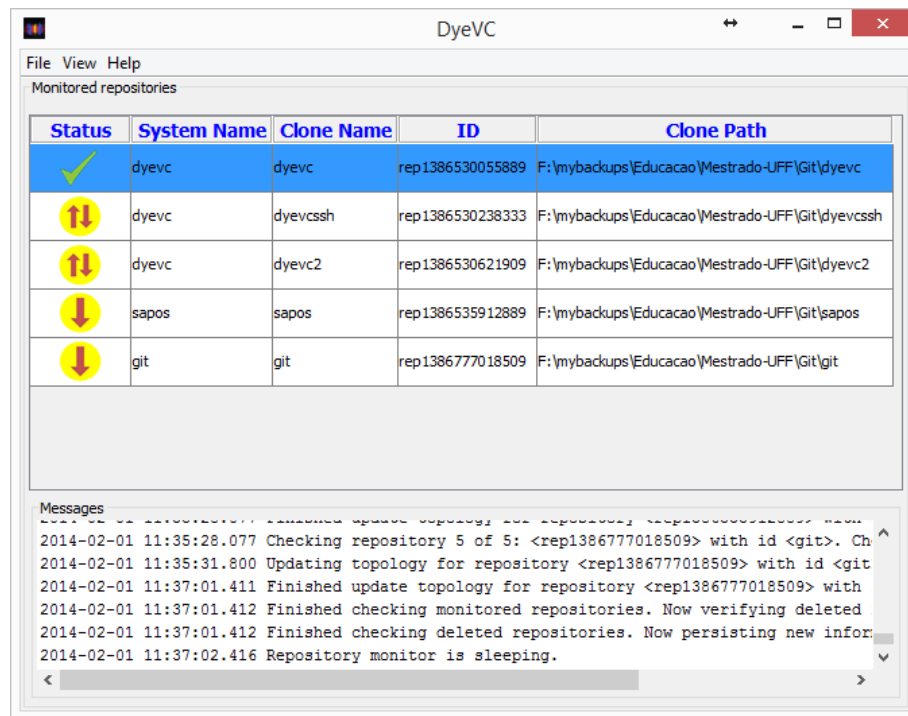 DyeVC
File View Help
Monitored repositories
Status System Name Clone Name ID Clone Path
dyevc dyevc rep1386530055889 F:\mybackups\Educacao\Mestrado-UFF\Git\dyevc
dyevc dyevcssh rep1386530238333 F:\mybackups\Educacao\Mestrado-UFF\Git\dyevcssh
dyevc dyevc2 rep1386530621909 F:\mybackups\Educacao\Mestrado-UFF\Git\dyevc2
sapos sapos rep1386535912889 F:\mybackups\Educacao\Mestrado-UFF\Git\sapos
git git rep1386777018509 F:\mybackups\Educacao\Mestrado-UFF\Git\git
Messages
2014-02-01 11:35:28.077 Checking repository 5 of 5: <rep1386777018509> with id <git>. Ch
2014-02-01 11:35:31.800 Updating topology for repository <rep1386777018509> with id <git
2014-02-01 11:37:01.411 Finished update topology for repository <rep1386777018509> with
2014-02-01 11:37:01.412 Finished checking monitored repositories. Now verifying deleted
2014-02-01 11:37:01.412 Finished checking deleted repositories. Now persisting new infor
2014-02-01 11:37:02.416 Repository monitor is sleeping.